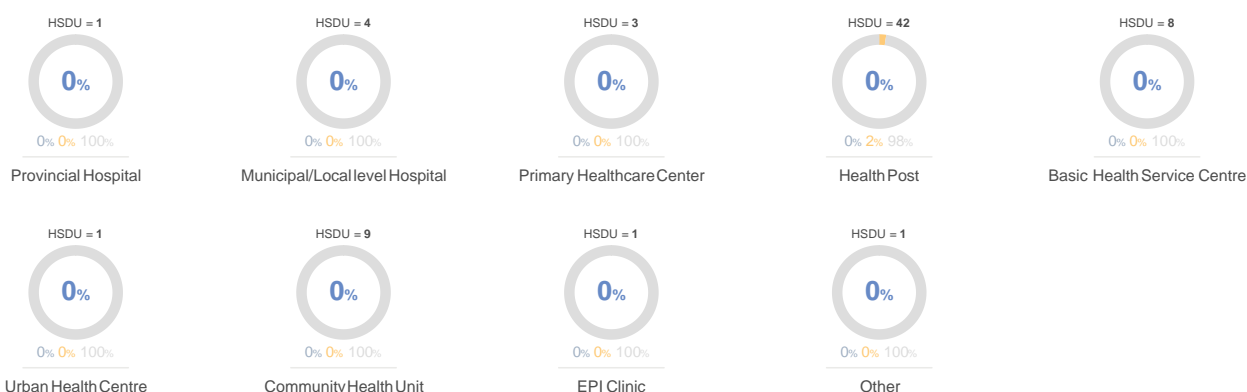 HSDU = 1
0%
0% 0% 100%
Provincial Hospital
HSDU = 4
0%
0% 0% 100%
Municipal/Local level Hospital
HSDU = 3
0%
0% 0% 100%
Primary Healthcare Center
HSDU = 42
0%
0% 2% 98%
Health Post
HSDU = 8
0%
0% 0% 100%
Basic Health Service Centre
HSDU = 1
0%
0% 0% 100%
Urban Health Centre
HSDU = 9
0%
0% 0% 100%
Community Health Unit
HSDU = 1
0%
0% 0% 100%
EPI Clinic
HSDU = 1
0%
0% 0% 100%
Other